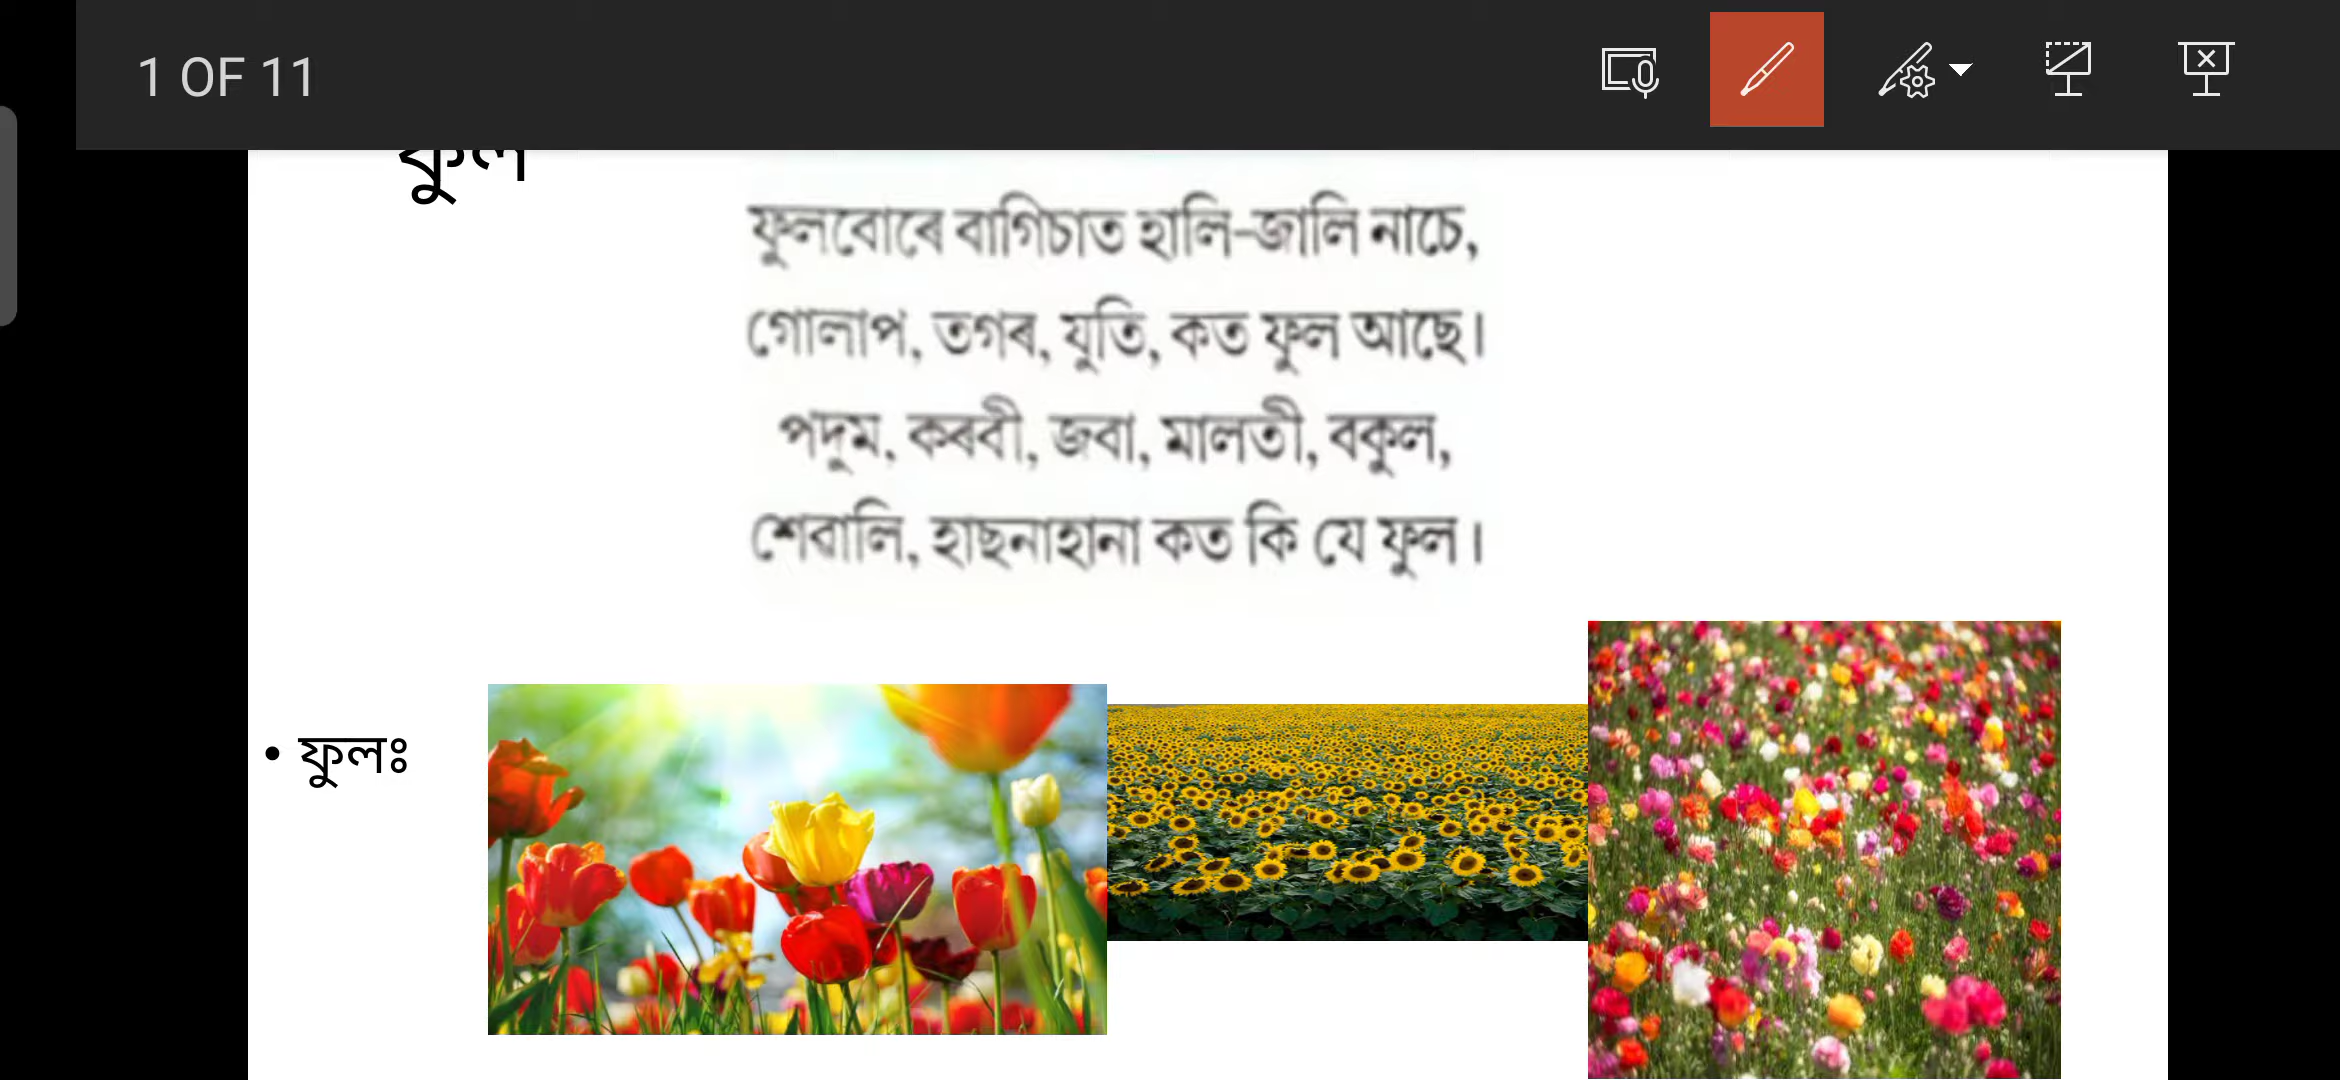 1 OF 11
ফুল
ফুলবোৰে বাগিচাত হালি-জালি নাচে,
গোলাপ, তগৰ, যুতি, কত ফুল আছে।
পদুম, কৰবী, জবা, মালতী, বকুল,
শেৱালি, হাছনাহানা কত কি যে ফুল।
• ফুলঃ